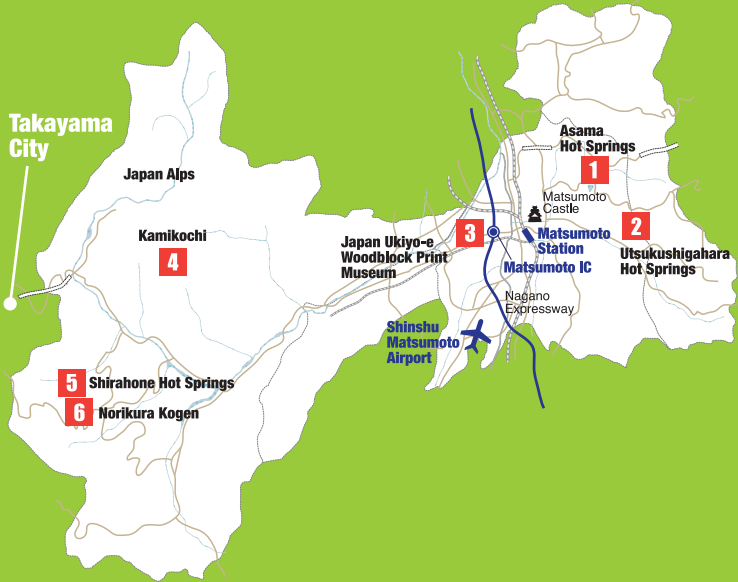 Takayama
City
Japan Alps
Kamikochi
4
5
Shirahone Hot Springs
6
Norikura Kogen
Japan Ukiyo-e
Woodblock Print
Museum
3
Asama
Hot Springs
1
Matsumoto
Castle
2
Utsukushigahara
Hot Springs
Matsumoto
Station
Matsumoto IC
Nagano
Expressway
Shinshu
Matsumoto
Airport